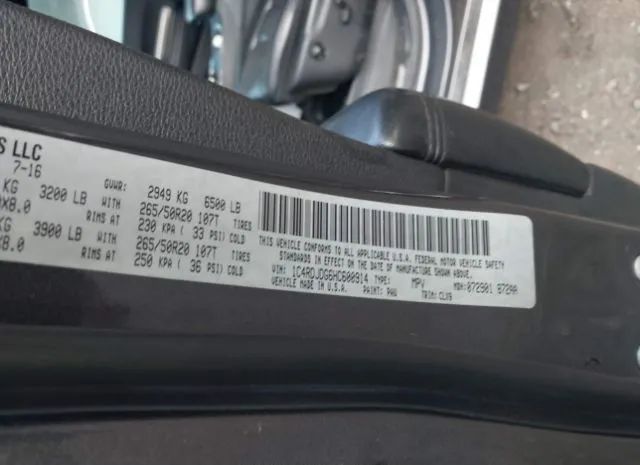 S LLC
7-16
GVWR: 2949 KG 6500 LB
KG 3200 LB WITH 265/50R20 107T TIRES
X8.0 RIMS AT 230 KPA ( 33 PSI) COLD
KG 3900 LB WITH 265/50R20 107T TIRES
X8.0 RIMS AT 250 KPA ( 36 PSI) COLD
THIS VEHICLE CONFORMS TO ALL APPLICABLE U.S.A. MOTOR VEHICLE SAFETY
STANDARDS IN EFFECT ON THE DATE OF MANUFACTURE SHOWN ABOVE
1C4RDJDG6HC600914 TYPE: MPV MDH: 072901 872AA
VEHICLE MADE IN U.S.A. PAINT: PAU TRIM: CLX9